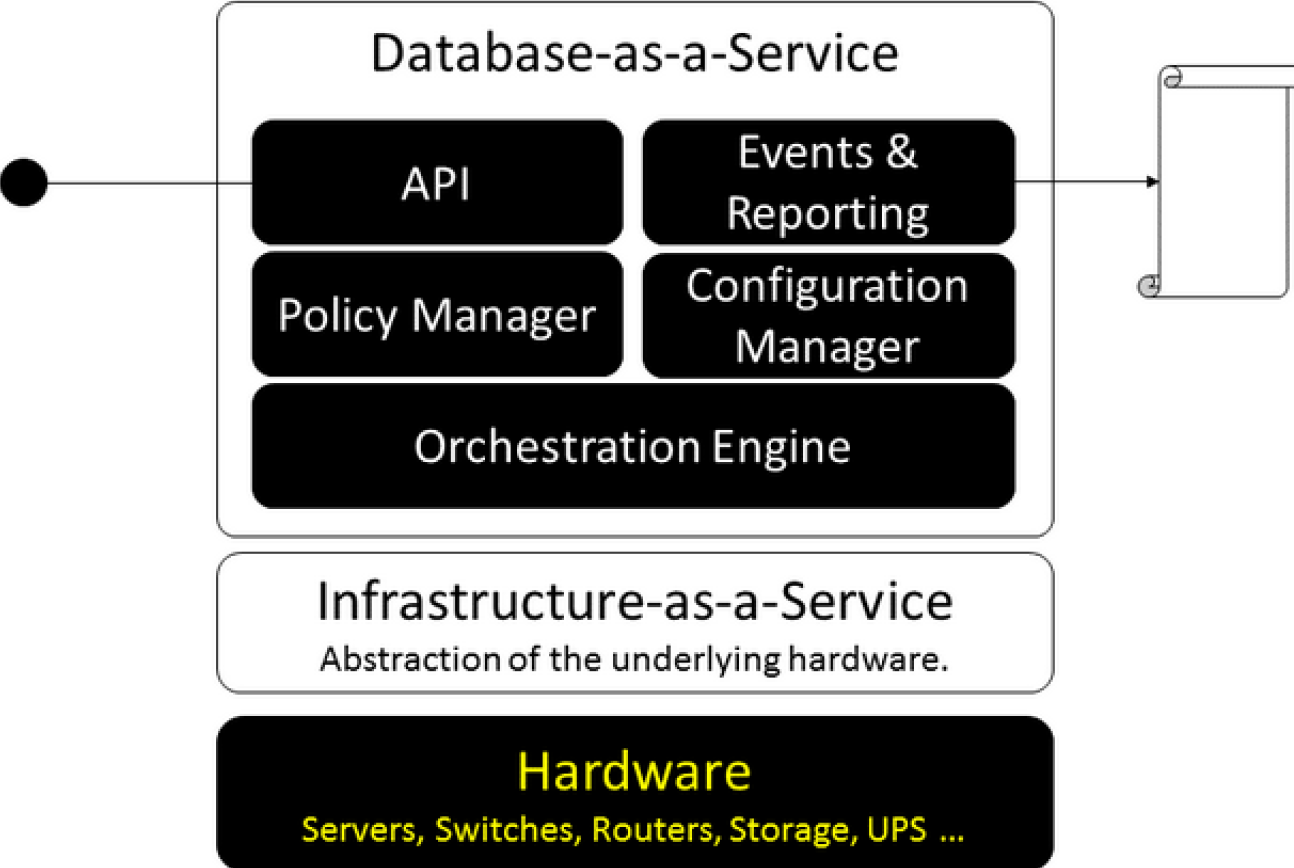 Database-as-a-Service
API
Events &
Reporting
Policy Manager
Configuration
Manager
Orchestration Engine
Infrastructure-as-a-Service
Abstraction of the underlying hardware.
Hardware
Servers, Switches, Routers, Storage, UPS ...